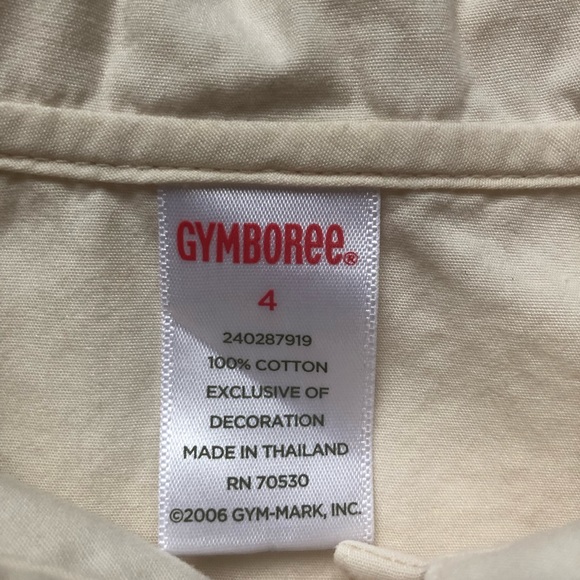 GYMBORee®
4
240287919
100% COTTON
EXCLUSIVE OF
DECORATION
MADE IN THAILAND
RN 70530
©2006 GYM-MARK, INC.